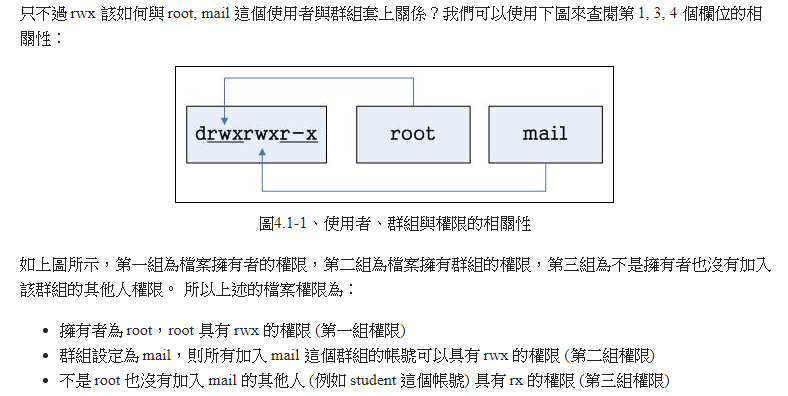 只不過 rwx 該如何與 root, mail 這個使用者與群組套上關係？我們可以使用下圖來查閱第 1, 3, 4 個欄位的相
關性：
drwxrwxr-x root mail
圖4.1-1、使用者、群組與權限的相關性
如上圖所示，第一組為檔案擁有者的權限，第二組為檔案擁有群組的權限，第三組為不是擁有者也沒有加入
該群組的其他人權限。 所以上述的檔案權限為：
• 擁有者為 root，root 具有 rwx 的權限 (第一組權限)
• 群組設定為 mail，則所有加入 mail 這個群組的帳號可以具有 rwx 的權限 (第二組權限)
• 不是 root 也沒有加入 mail 的其他人 (例如 student 這個帳號) 具有 rx 的權限 (第三組權限)